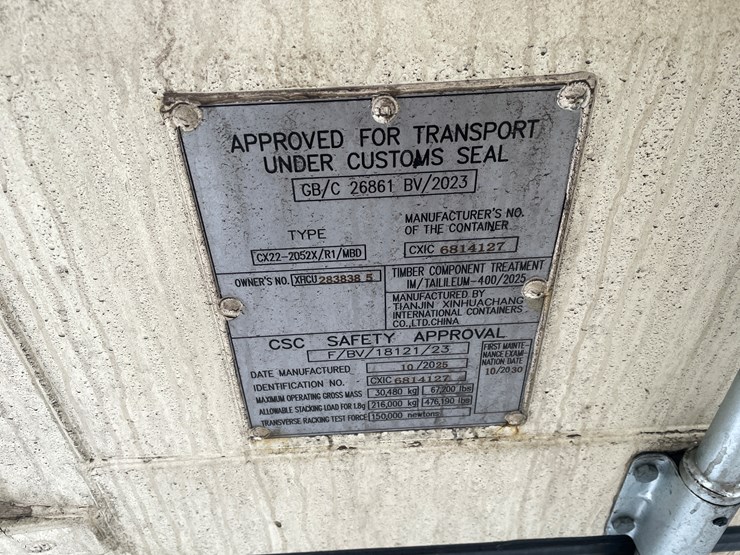 APPROVED FOR TRANSPORT
UNDER CUSTOMS SEAL
GB/C 26861 BV/2023
MANUFACTURER'S NO.
OF THE CONTAINER
TYPE
CX22-2052X/R1/MBD
CXIC 6814127
OWNER'S NO. XHCU 283838 5
TIMBER COMPONENT TREATMENT
IM/TAILILEUM-400/2025
MANUFACTURED BY
TIANJIN XINHUACHANG
INTERNATIONAL CONTAINERS
CO.,LTD.CHINA
CSC SAFETY APPROVAL
F/BV/18121/23
DATE MANUFACTURED 10/2025
IDENTIFICATION NO. CXIC 6814127
MAXIMUM OPERATING GROSS MASS 30,480 kg 67,200 lbs
ALLOWABLE STACKING LOAD FOR 1.8g 216,000 kg 476,190 lbs
TRANSVERSE RACKING TEST FORCE 150,000 newtons
FIRST MAINTE-
NANCE EXAMI-
NATION DATE
10/2030